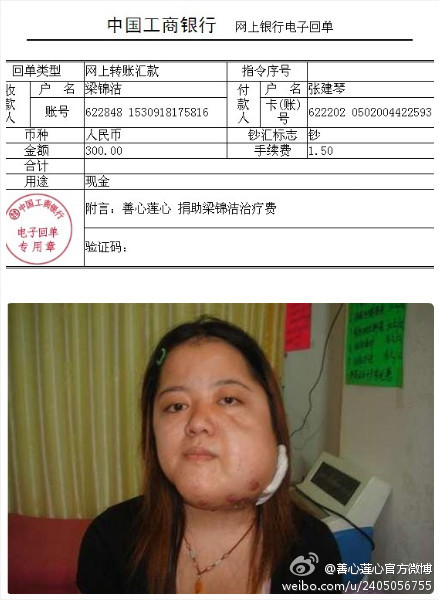 中国工商银行 网上银行电子回单
回单类型 网上转账汇款 指令序号
收款人 户 名 梁锦洁 付款人 户 名 张建琴
账号 622848 1530918175816 卡(账)号 622202 0502004422593
币种 人民币 钞汇标志 钞
金额 300.00 手续费 1.50
合计
用途 现金
附言：善心莲心 捐助梁锦洁治疗费
验证码：
中国工商银行
电子回单
专用章
@善心莲心官方微博
weibo.com/u/2405056755